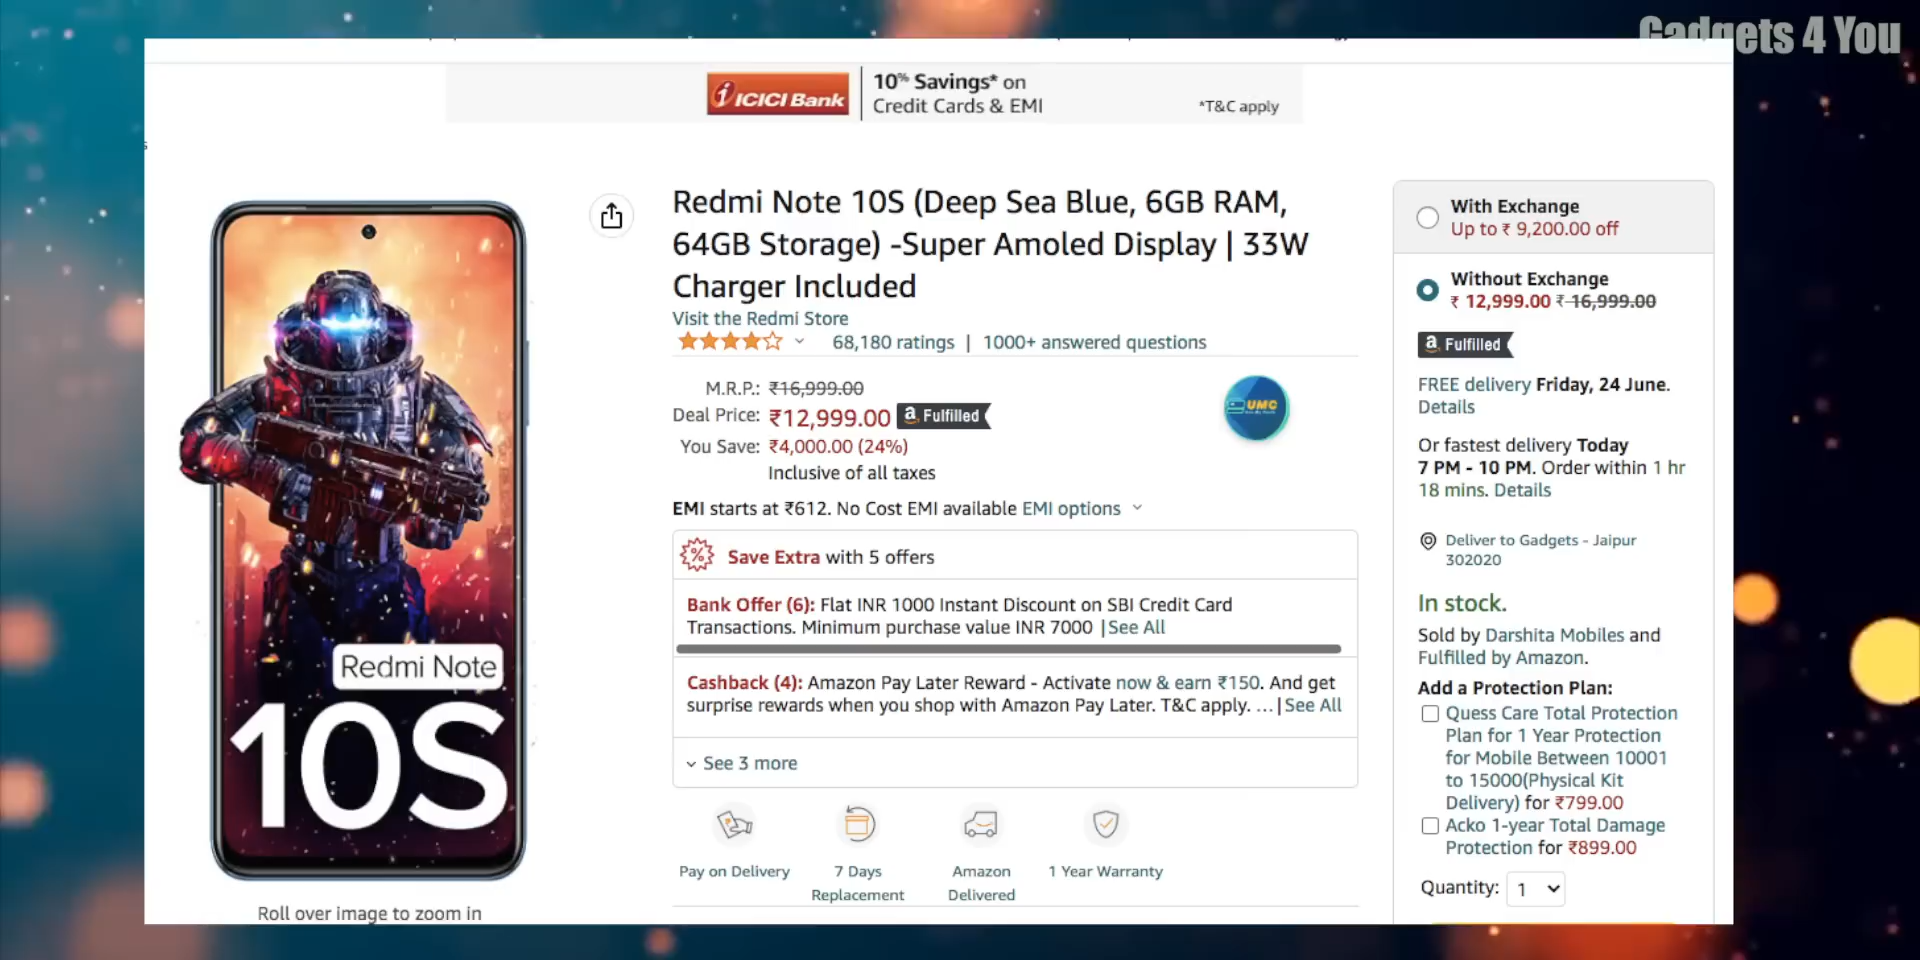 Gadgets 4 You
ICICI Bank
10% Savings* on
Credit Cards & EMI
*T&C apply
Redmi Note
10S
Roll over image to zoom in
Redmi Note 10S (Deep Sea Blue, 6GB RAM,
64GB Storage) -Super Amoled Display | 33W
Charger Included
Visit the Redmi Store
68,180 ratings | 1000+ answered questions
M.R.P.: ₹16,999.00
Deal Price: ₹12,999.00 a Fulfilled
You Save: ₹4,000.00 (24%)
Inclusive of all taxes
UMC
EMI starts at ₹612. No Cost EMI available EMI options
% Save Extra with 5 offers
Bank Offer (6): Flat INR 1000 Instant Discount on SBI Credit Card
Transactions. Minimum purchase value INR 7000 |See All
Cashback (4): Amazon Pay Later Reward - Activate now & earn ₹150. And get
surprise rewards when you shop with Amazon Pay Later. T&C apply. ...|See All
See 3 more
Pay on Delivery
7 Days
Replacement
Amazon
Delivered
1 Year Warranty
With Exchange
Up to ₹ 9,200.00 off
Without Exchange
₹ 12,999.00 ₹ 16,999.00
a Fulfilled
FREE delivery Friday, 24 June.
Details
Or fastest delivery Today
7 PM - 10 PM. Order within 1 hr
18 mins. Details
Deliver to Gadgets - Jaipur
302020
In stock.
Sold by Darshita Mobiles and
Fulfilled by Amazon.
Add a Protection Plan:
Quess Care Total Protection
Plan for 1 Year Protection
for Mobile Between 10001
to 15000(Physical Kit
Delivery) for ₹799.00
Acko 1-year Total Damage
Protection for ₹899.00
Quantity: 1